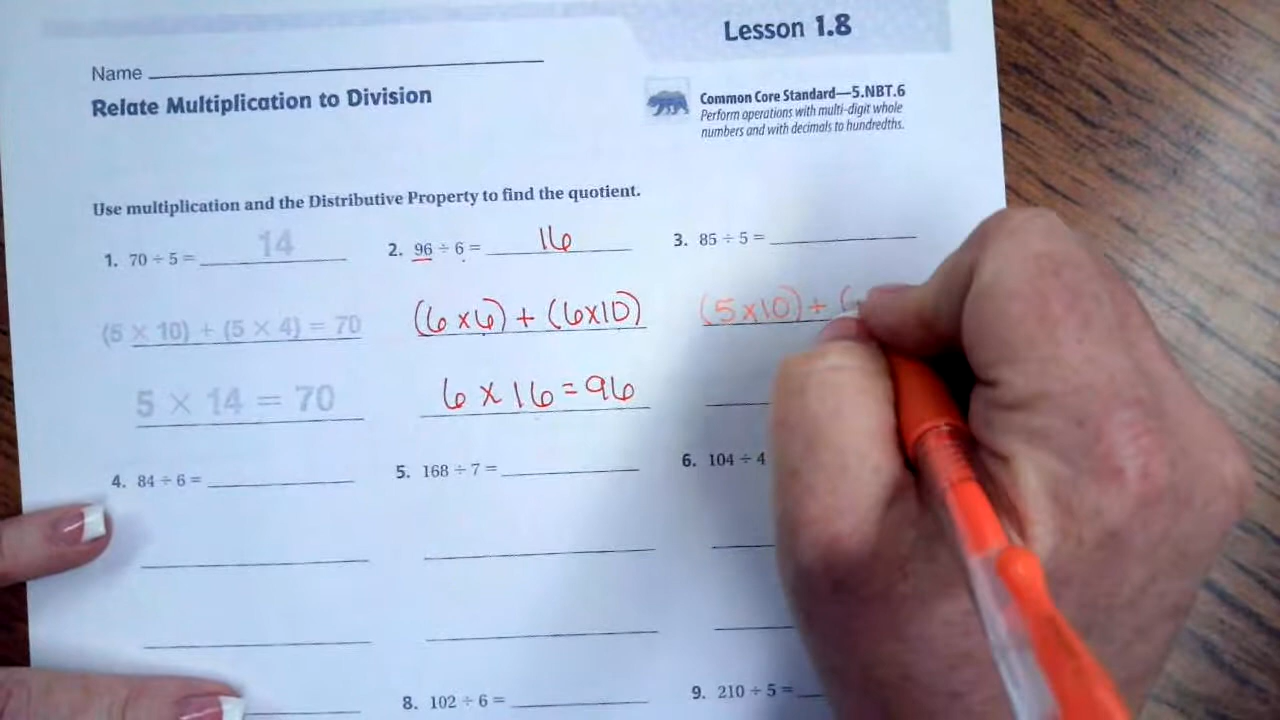 Lesson 1.8
Name
Relate Multiplication to Division
Common Core Standard—5.NBT.6
Perform operations with multi-digit whole
numbers and with decimals to hundredths.
Use multiplication and the Distributive Property to find the quotient.
1. 70 ÷ 5 = 14
2. 96 ÷ 6 = 16
3. 85 ÷ 5 =
(5 × 10) + (5 × 4) = 70
(6 x 6) + (6x10)
(5 x 10) + (
5 × 14 = 70
6 x 16 = 96
4. 84 ÷ 6 =
5. 168 ÷ 7 =
6. 104 ÷ 4
8. 102 ÷ 6 =
9. 210 ÷ 5 =